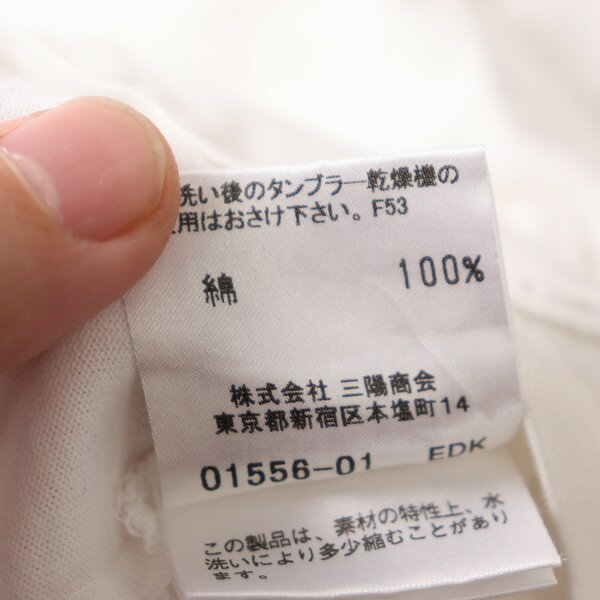 洗い後のタンブラー乾燥機の
用はおさけ下さい。F53
綿 100%
株式会社 三陽商会
東京都新宿区本塩町14
01556-01 EDK
この製品は、素材の特性上、水
洗いにより多少縮むことがあり
ます。